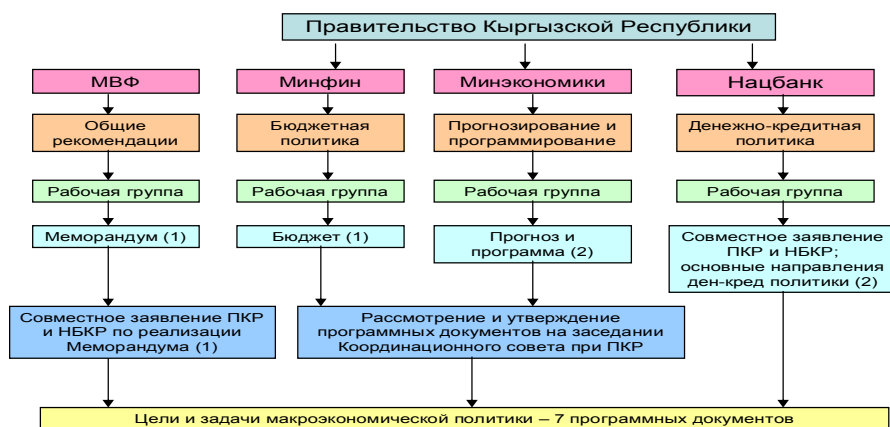 Правительство Кыргызской Республики
МВФ
Минфин
Минэкономики
Нацбанк
Общие
рекомендации
Бюджетная
политика
Прогнозирование и
программирование
Денежно-кредитная
политика
Рабочая группа
Рабочая группа
Рабочая группа
Рабочая группа
Меморандум (1)
Бюджет (1)
Прогноз и
программа (2)
Совместное заявление
ПКР и НБКР;
основные направления
ден-кред политики (2)
Совместное заявление ПКР
и НБКР по реализации
Меморандума (1)
Рассмотрение и утверждение
программных документов на заседании
Координационного совета при ПКР
Цели и задачи макроэкономической политики – 7 программных документов